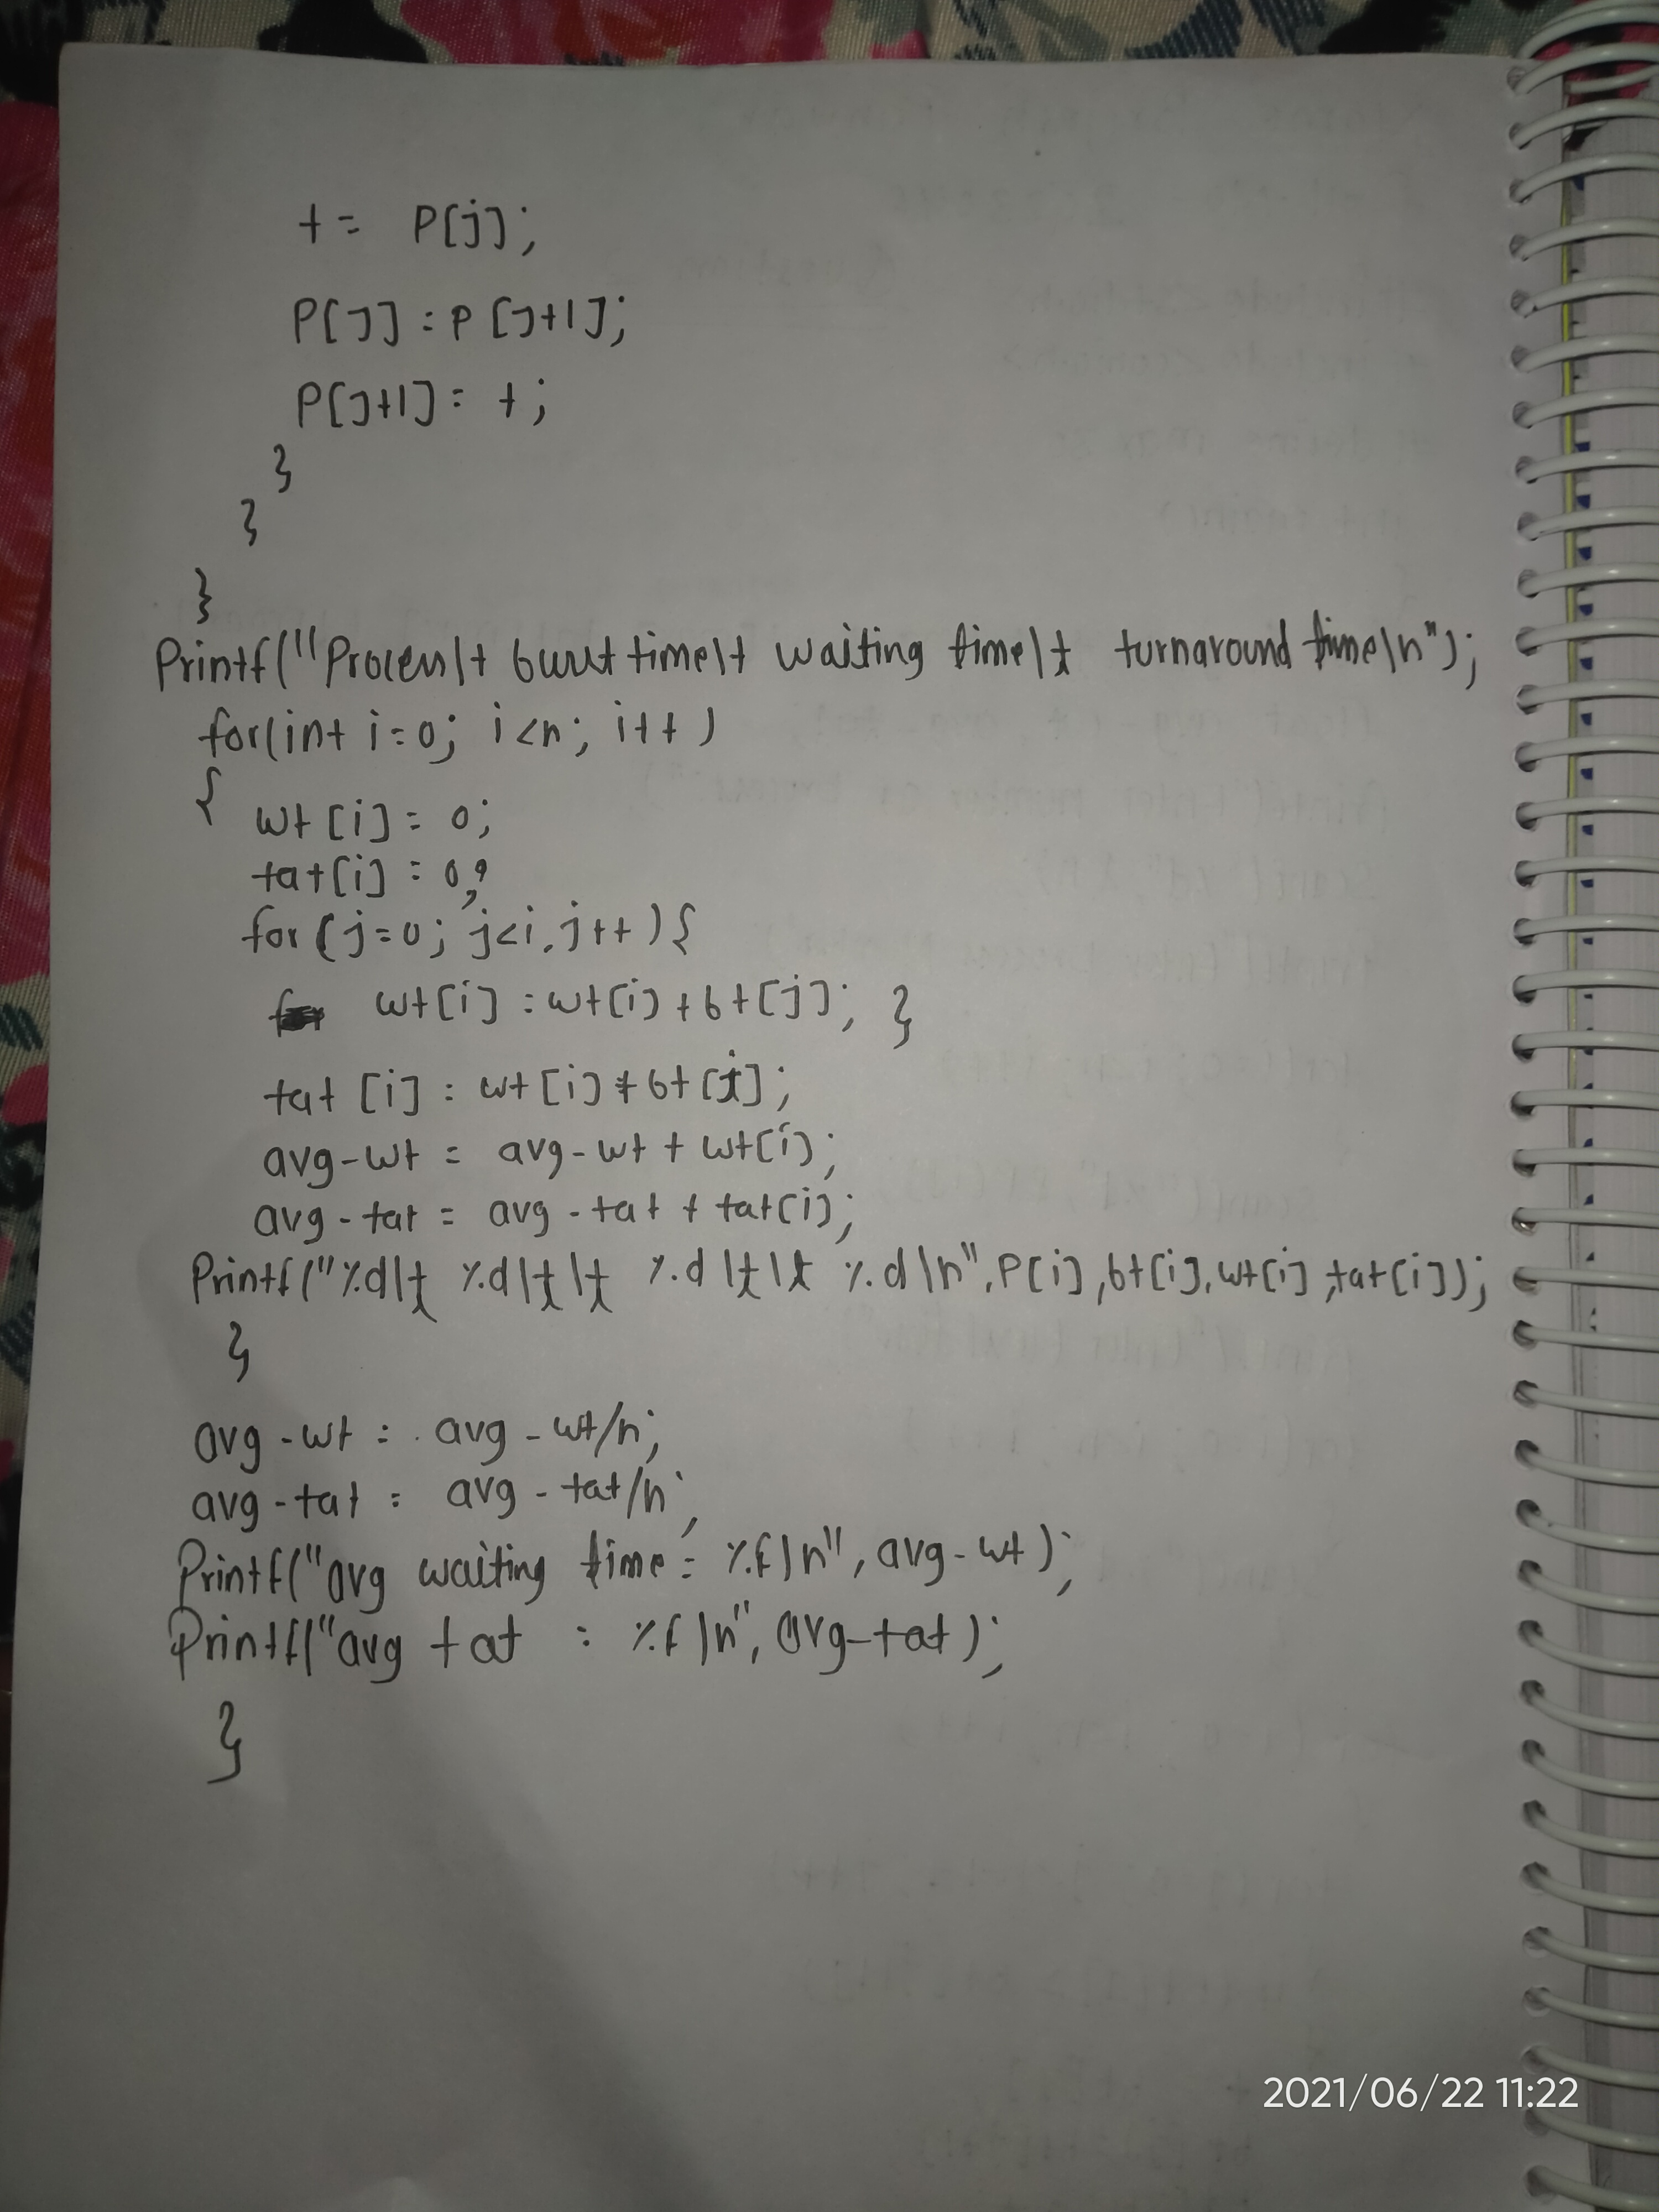 t = P[j];
P[j] = P[j+1];
P[j+1] = t;
}
}
}
Printf("Process\t burst time\t waiting time\t turnaround time\n");
for(int i=0; i<n; i++)
{
wt[i] = 0;
tat[i] = 0;
for(j=0; j<i, j++){
wt[i] = wt[i]+bt[j]; }
tat[i] = wt[i]+bt[i];
avg-wt = avg-wt + wt[i];
avg-tat = avg-tat + tat[i];
Printf("%d\t %d\t\t %d\t\t %d\n", P[i], bt[i], wt[i], tat[i]);
}
avg-wt = avg-wt/n;
avg-tat = avg-tat/n;
Printf("avg waiting time = %f\n", avg-wt);
Printf("avg tat = %f\n", avg-tat);
}
2021/06/22 11:22